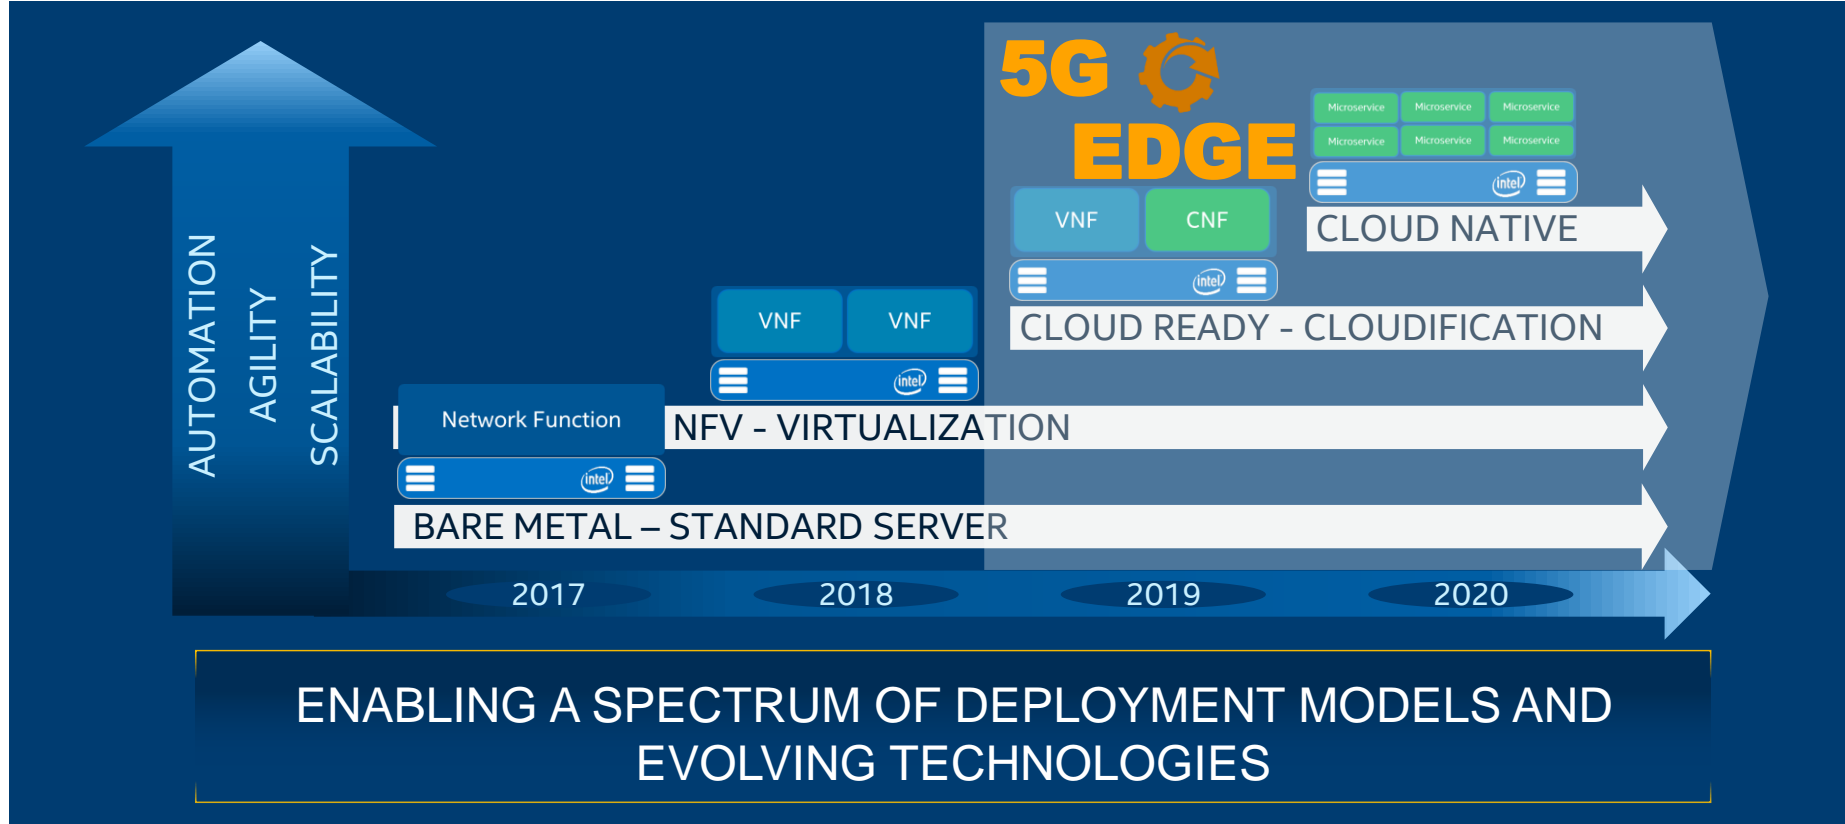 5G
EDGE
Microservice Microservice Microservice
Microservice Microservice Microservice
intel
CLOUD NATIVE
VNF CNF
intel
CLOUD READY - CLOUDIFICATION
VNF VNF
intel
NFV - VIRTUALIZATION
Network Function
intel
BARE METAL – STANDARD SERVER
AUTOMATION
AGILITY
SCALABILITY
2017 2018 2019 2020
ENABLING A SPECTRUM OF DEPLOYMENT MODELS AND
EVOLVING TECHNOLOGIES